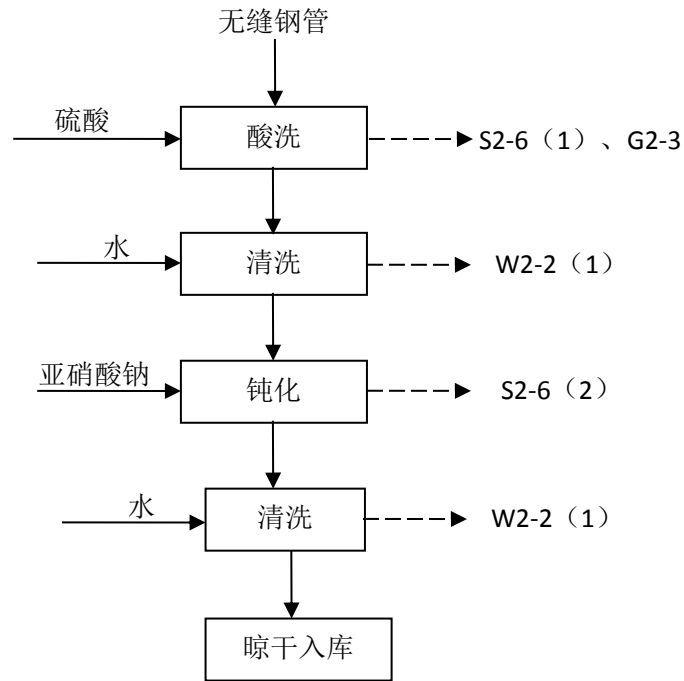 无缝钢管
硫酸
酸洗
S2-6（1）、G2-3
水
清洗
W2-2（1）
亚硝酸钠
钝化
S2-6（2）
水
清洗
W2-2（1）
晾干入库